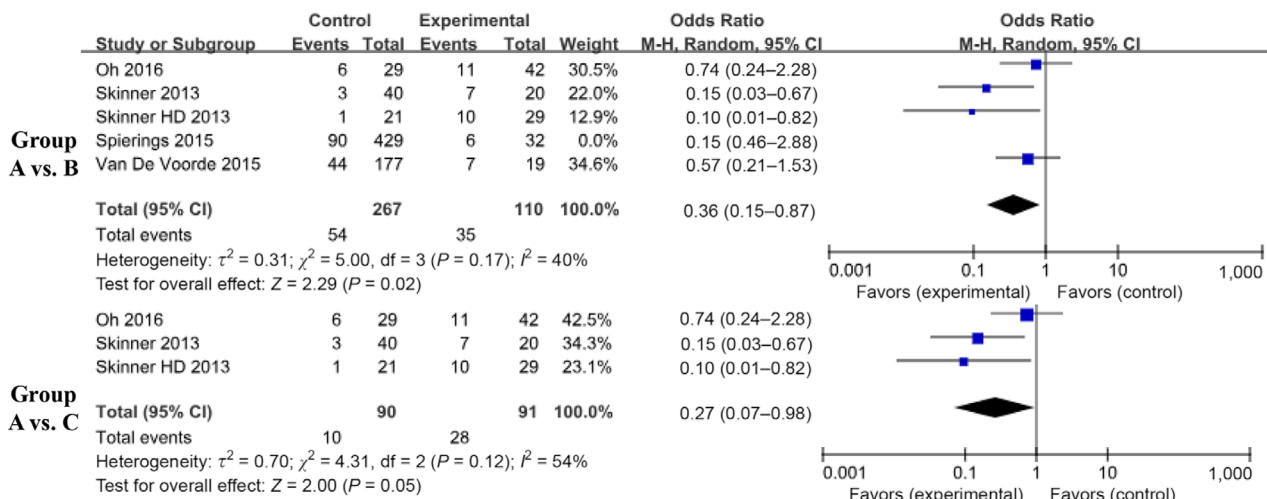 Control Experimental Odds Ratio Odds Ratio
Study or Subgroup Events Total Events Total Weight M-H, Random, 95% CI M-H, Random, 95% CI
Oh 2016 6 29 11 42 30.5% 0.74 (0.24–2.28)
Skinner 2013 3 40 7 20 22.0% 0.15 (0.03–0.67)
Skinner HD 2013 1 21 10 29 12.9% 0.10 (0.01–0.82)
Group A vs. B
Spierings 2015 90 429 6 32 0.0% 0.15 (0.46–2.88)
Van De Voorde 2015 44 177 7 19 34.6% 0.57 (0.21–1.53)
Total (95% CI) 267 110 100.0% 0.36 (0.15–0.87)
Total events 54 35
Heterogeneity: τ² = 0.31; χ² = 5.00, df = 3 (P = 0.17); I² = 40%
Test for overall effect: Z = 2.29 (P = 0.02)
0.001 0.1 1 10 1,000
Favors (experimental) Favors (control)
Oh 2016 6 29 11 42 42.5% 0.74 (0.24–2.28)
Skinner 2013 3 40 7 20 34.3% 0.15 (0.03–0.67)
Skinner HD 2013 1 21 10 29 23.1% 0.10 (0.01–0.82)
Group A vs. C
Total (95% CI) 90 91 100.0% 0.27 (0.07–0.98)
Total events 10 28
Heterogeneity: τ² = 0.70; χ² = 4.31, df = 2 (P = 0.12); I² = 54%
Test for overall effect: Z = 2.00 (P = 0.05)
0.001 0.1 1 10 1,000
Favors (experimental) Favors (control)